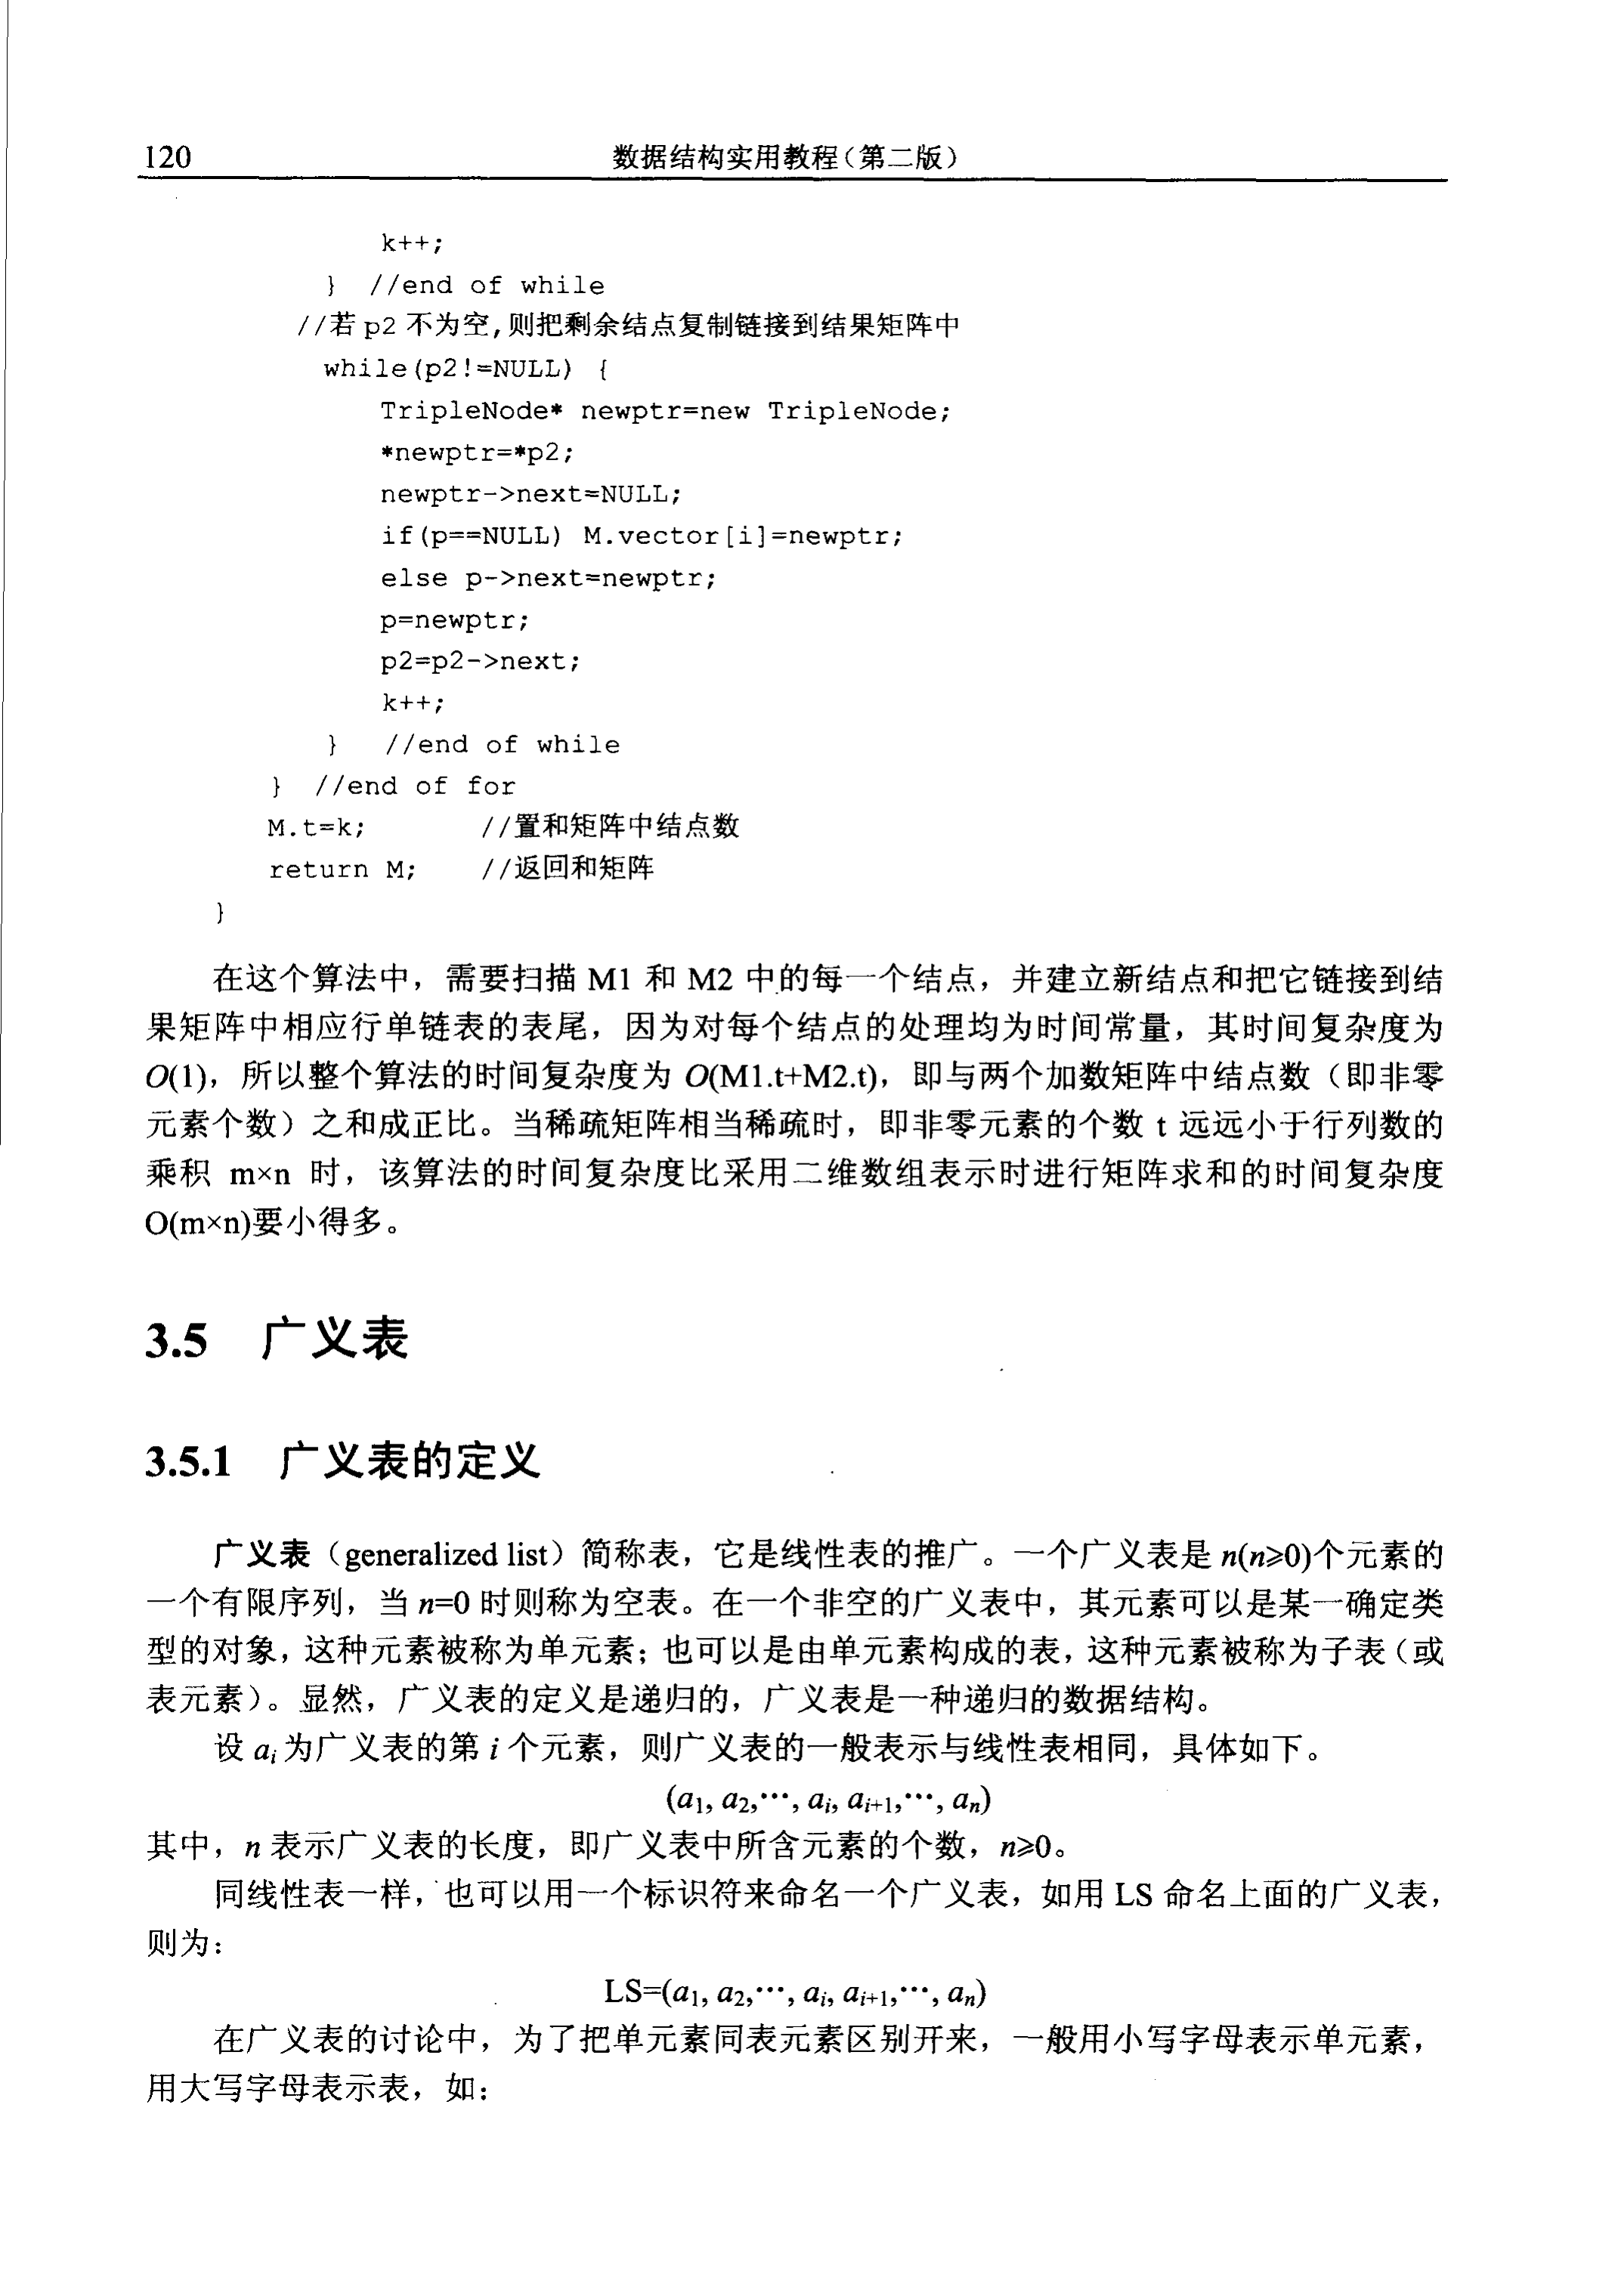 120 数据结构实用教程(第二版)
k++;
} //end of while
//若 p2 不为空,则把剩余结点复制链接到结果矩阵中
while(p2!=NULL) {
TripleNode* newptr=new TripleNode;
*newptr=*p2;
newptr->next=NULL;
if(p==NULL) M.vector[i]=newptr;
else p->next=newptr;
p=newptr;
p2=p2->next;
k++;
} //end of while
} //end of for
M.t=k; //置和矩阵中结点数
return M; //返回和矩阵
}
在这个算法中，需要扫描 M1 和 M2 中的每一个结点，并建立新结点和把它链接到结
果矩阵中相应行单链表的表尾，因为对每个结点的处理均为时间常量，其时间复杂度为
O(1)，所以整个算法的时间复杂度为 O(M1.t+M2.t)，即与两个加数矩阵中结点数（即非零
元素个数）之和成正比。当稀疏矩阵相当稀疏时，即非零元素的个数 t 远远小于行列数的
乘积 m×n 时，该算法的时间复杂度比采用二维数组表示时进行矩阵求和的时间复杂度
O(m×n)要小得多。
3.5 广义表
3.5.1 广义表的定义
广义表（generalized list）简称表，它是线性表的推广。一个广义表是 n(n≥0)个元素的
一个有限序列，当 n=0 时则称为空表。在一个非空的广义表中，其元素可以是某一确定类
型的对象，这种元素被称为单元素；也可以是由单元素构成的表，这种元素被称为子表（或
表元素）。显然，广义表的定义是递归的，广义表是一种递归的数据结构。
设 aᵢ为广义表的第 i 个元素，则广义表的一般表示与线性表相同，具体如下。
(a₁, a₂,…, aᵢ, aᵢ₊₁,…, aₙ)
其中，n 表示广义表的长度，即广义表中所含元素的个数，n≥0。
同线性表一样，也可以用一个标识符来命名一个广义表，如用 LS 命名上面的广义表，
则为：
LS=(a₁, a₂,…, aᵢ, aᵢ₊₁,…, aₙ)
在广义表的讨论中，为了把单元素同表元素区别开来，一般用小写字母表示单元素，
用大写字母表示表，如：